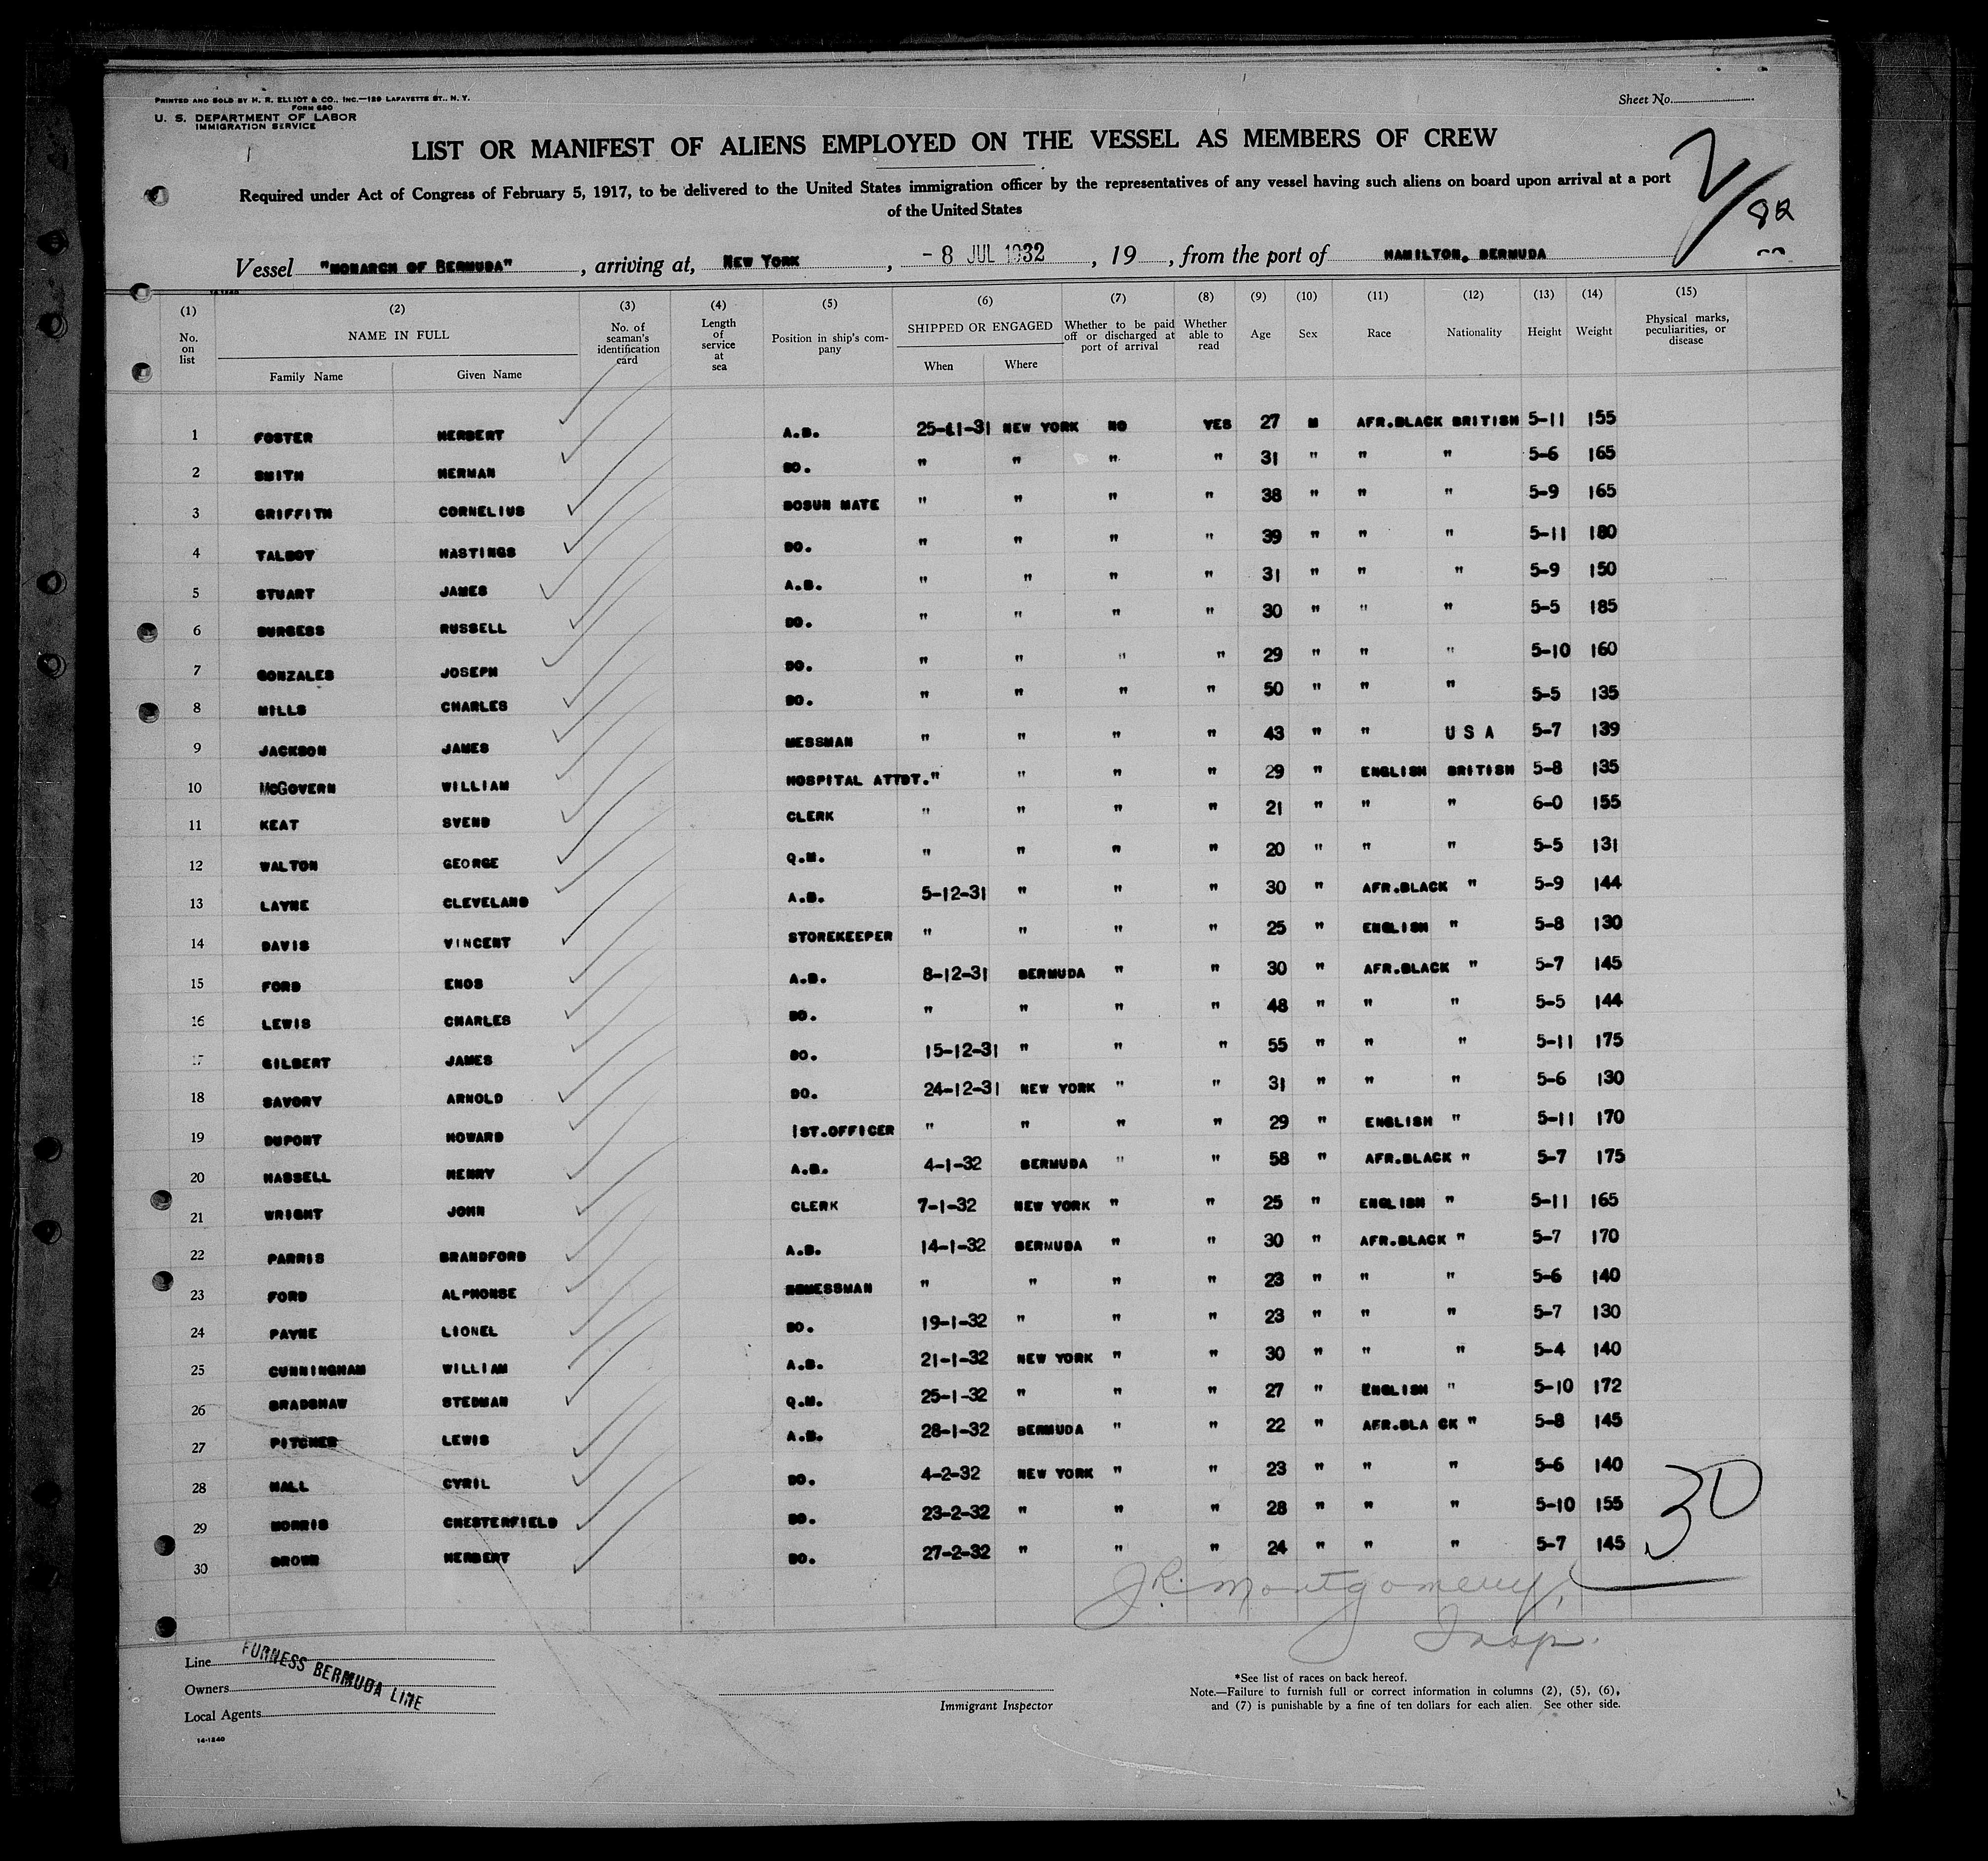 PRINTED AND SOLD BY H. R. ELLIOT & CO., INC.—129 LAFAYETTE ST., N. Y.
FORM 680
U. S. DEPARTMENT OF LABOR
IMMIGRATION SERVICE
Sheet No.
LIST OR MANIFEST OF ALIENS EMPLOYED ON THE VESSEL AS MEMBERS OF CREW
Required under Act of Congress of February 5, 1917, to be delivered to the United States immigration officer by the representatives of any vessel having such aliens on board upon arrival at a port
of the United States
2/82
Vessel "MONARCH OF BERMUDA", arriving at, NEW YORK, - 8 JUL 1932, 19, from the port of HAMILTON, BERMUDA
14-1240
(1) (2) (3) (4) (5) (6) (7) (8) (9) (10) (11) (12) (13) (14) (15)
No. on list NAME IN FULL Family Name Given Name No. of seaman's identification card Length of service at sea Position in ship's company SHIPPED OR ENGAGED When Where Whether to be paid off or discharged at port of arrival Whether able to read Age Sex Race Nationality Height Weight Physical marks, peculiarities, or disease
1 FOSTER HERBERT A.B. 25-11-31 NEW YORK NO YES 27 M AFR.BLACK BRITISH 5-11 155
2 SMITH HERMAN DO. " " " " 31 " " " 5-6 165
3 GRIFFITH CORNELIUS BOSUN MATE " " " " 38 " " " 5-9 165
4 TALBOT HASTINGS DO. " " " " 39 " " " 5-11 180
5 STUART JAMES A.B. " " " " 31 " " " 5-9 150
6 BURGESS RUSSELL DO. " " " " 30 " " " 5-5 185
7 GONZALES JOSEPH DO. " " " " 29 " " " 5-10 160
8 MILLS CHARLES DO. " " " " 50 " " " 5-5 135
9 JACKSON JAMES MESSMAN " " " " 43 " " U S A 5-7 139
10 McGOVERN WILLIAM HOSPITAL ATTDT." " " " 29 " ENGLISH BRITISH 5-8 135
11 KEAT SVEND CLERK " " " " 21 " " " 6-0 155
12 WALTON GEORGE Q.M. " " " " 20 " " " 5-5 131
13 LAYNE CLEVELAND A.B. 5-12-31 " " " 30 " AFR.BLACK " 5-9 144
14 DAVIS VINCENT STOREKEEPER " " " " 25 " ENGLISH " 5-8 130
15 FORD ENOS A.B. 8-12-31 BERMUDA " " 30 " AFR.BLACK " 5-7 145
16 LEWIS CHARLES DO. " " " " 48 " " " 5-5 144
17 GILBERT JAMES DO. 15-12-31 " " " 55 " " " 5-11 175
18 SAVORY ARNOLD DO. 24-12-31 NEW YORK " " 31 " " " 5-6 130
19 DUPONT HOWARD 1ST.OFFICER " " " " 29 " ENGLISH " 5-11 170
20 HASSELL HENRY A.B. 4-1-32 BERMUDA " " 58 " AFR.BLACK " 5-7 175
21 WRIGHT JOHN CLERK 7-1-32 NEW YORK " " 25 " ENGLISH " 5-11 165
22 PARRIS BRANDFORD A.B. 14-1-32 BERMUDA " " 30 " AFR.BLACK " 5-7 170
23 FORD ALPHONSE MESSMAN " " " " 23 " " " 5-6 140
24 PAYNE LIONEL DO. 19-1-32 " " " 23 " " " 5-7 130
25 CUNNINGHAM WILLIAM A.B. 21-1-32 NEW YORK " " 30 " " " 5-4 140
26 BRADSHAW STEDMAN Q.M. 25-1-32 " " " 27 " ENGLISH " 5-10 172
27 PITCHER LEWIS A.B. 28-1-32 BERMUDA " " 22 " AFR.BLA CK " 5-8 145
28 HALL CYRIL DO. 4-2-32 NEW YORK " " 23 " " " 5-6 140
29 MORRIS CHESTERFIELD DO. 23-2-32 " " " 28 " " " 5-10 155
30 BROWN HERBERT DO. 27-2-32 " " " 24 " " " 5-7 145
30
J.R. Montgomery,
Insp.
Line
Owners
Local Agents
FURNESS BERMUDA LINE
14-1240
Immigrant Inspector
*See list of races on back hereof.
Note.—Failure to furnish full or correct information in columns (2), (5), (6),
and (7) is punishable by a fine of ten dollars for each alien. See other side.